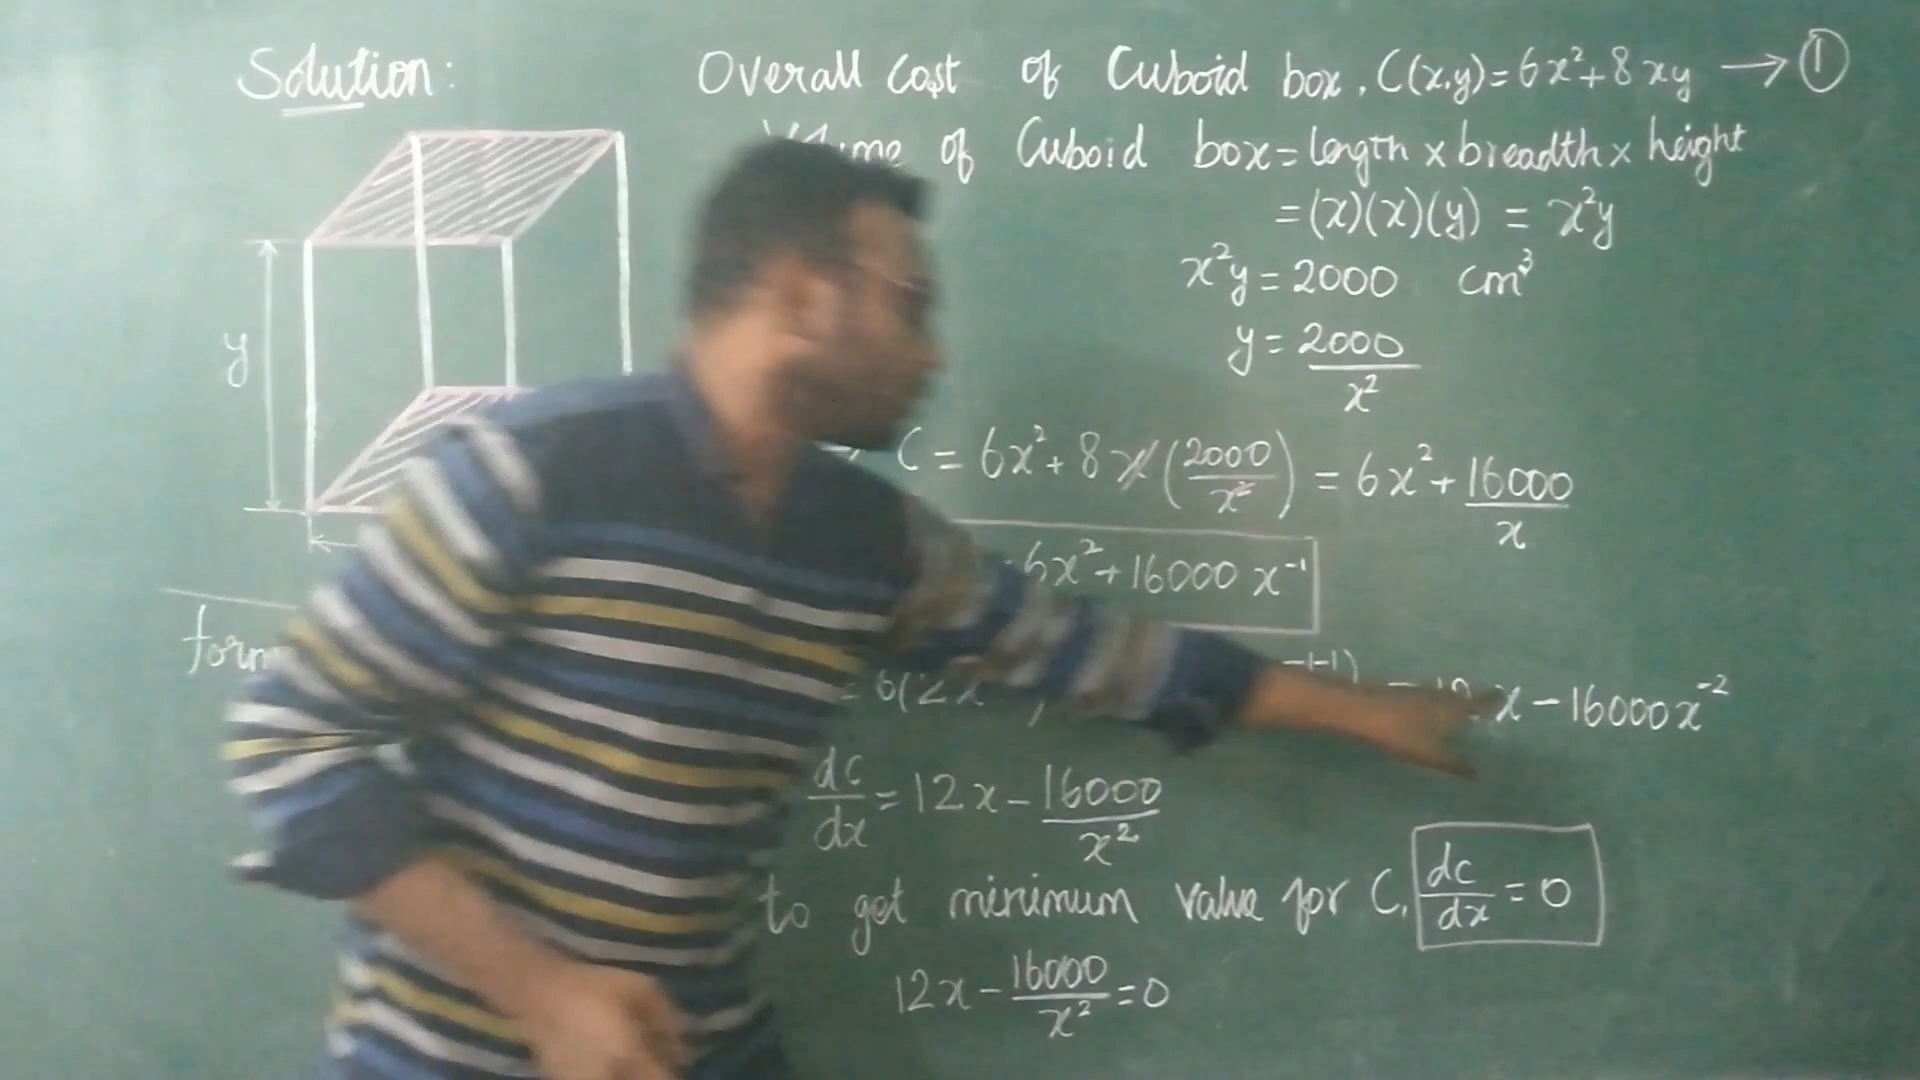 Solution:
Overall Cost of Cuboid box, C(x,y)=6x²+8xy → ①
of Cuboid box=length×breadth×height
=(x)(x)(y) = x²y
x²y=2000 cm³
y=2000/x²
y
C=6x²+8x(2000/x²)=6x²+16000/x
6x²+16000x⁻¹
x-16000x⁻²
dc/dx=12x-16000/x²
to get minimum value for C, dc/dx=0
12x-16000/x²=0